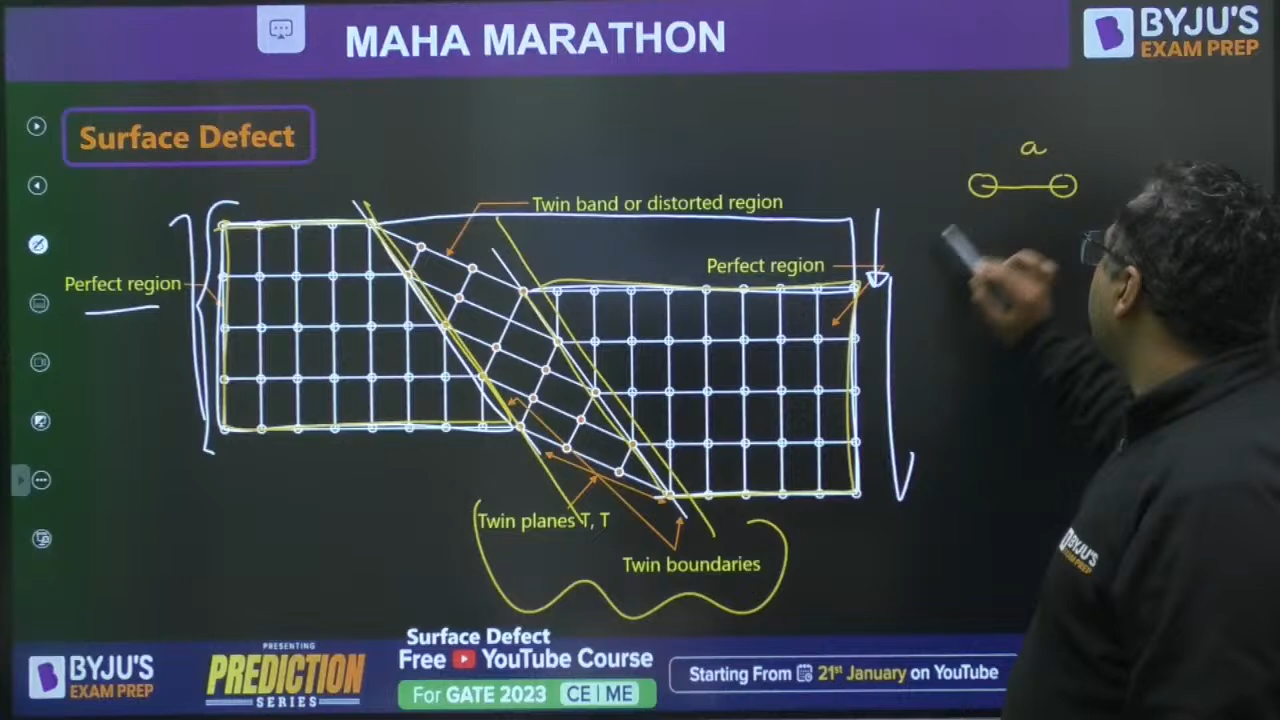 MAHA MARATHON
BYJU'S
EXAM PREP
Surface Defect
a
Twin band or distorted region
Perfect region
Perfect region
Twin planes T, T
Twin boundaries
BYJU'S
EXAM PREP
BYJU'S
EXAM PREP
PRESENTING
PREDICTION
SERIES
Surface Defect
Free YouTube Course
For GATE 2023 CE | ME
Starting From 21st January on YouTube